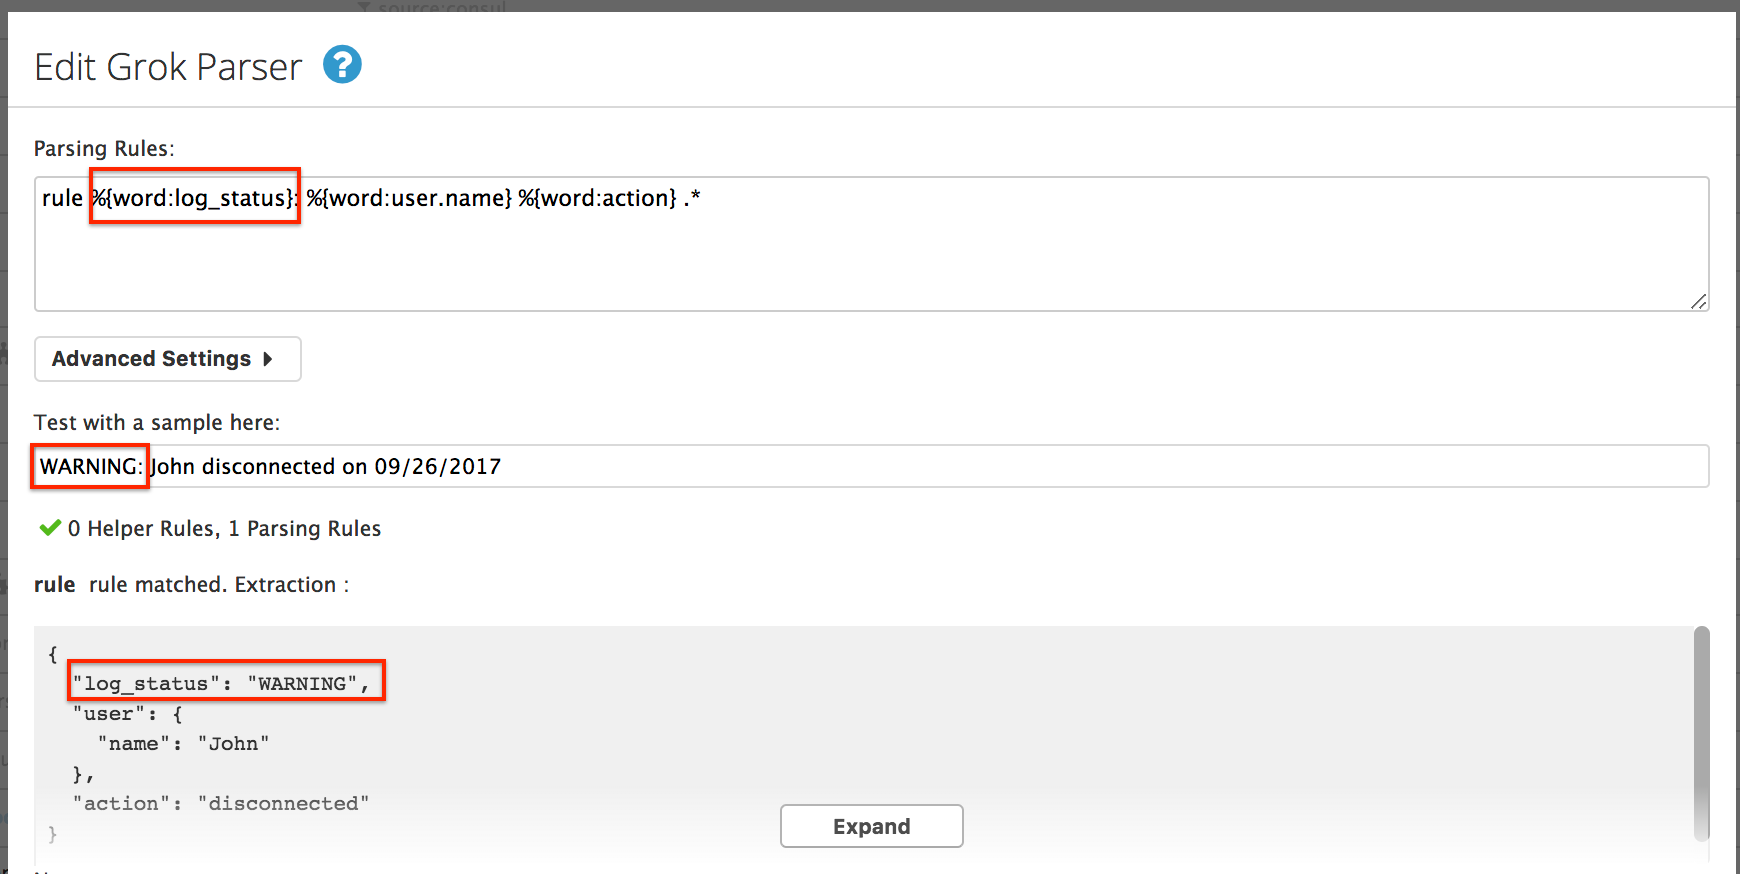 source:consul
Edit Grok Parser ?
Parsing Rules:
rule %{word:log_status}: %{word:user.name} %{word:action} .*
Advanced Settings
Test with a sample here:
WARNING: John disconnected on 09/26/2017
0 Helper Rules, 1 Parsing Rules
rule rule matched. Extraction :
{
"log_status": "WARNING",
"user": {
"name": "John"
},
"action": "disconnected"
}
Expand